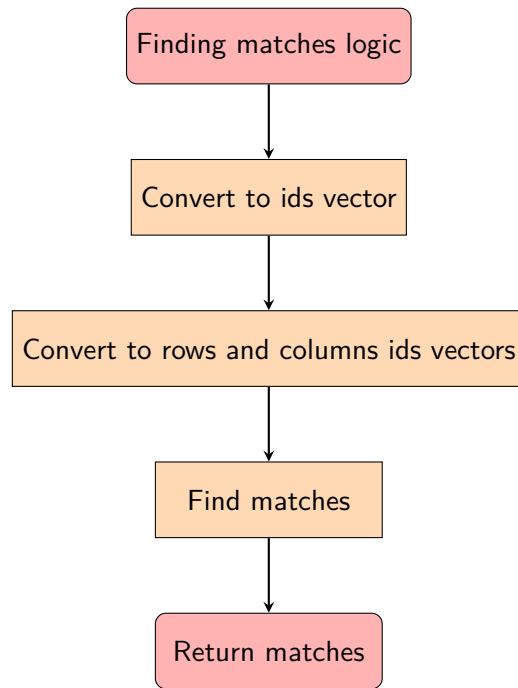 Finding matches logic
Convert to ids vector
Convert to rows and columns ids vectors
Find matches
Return matches